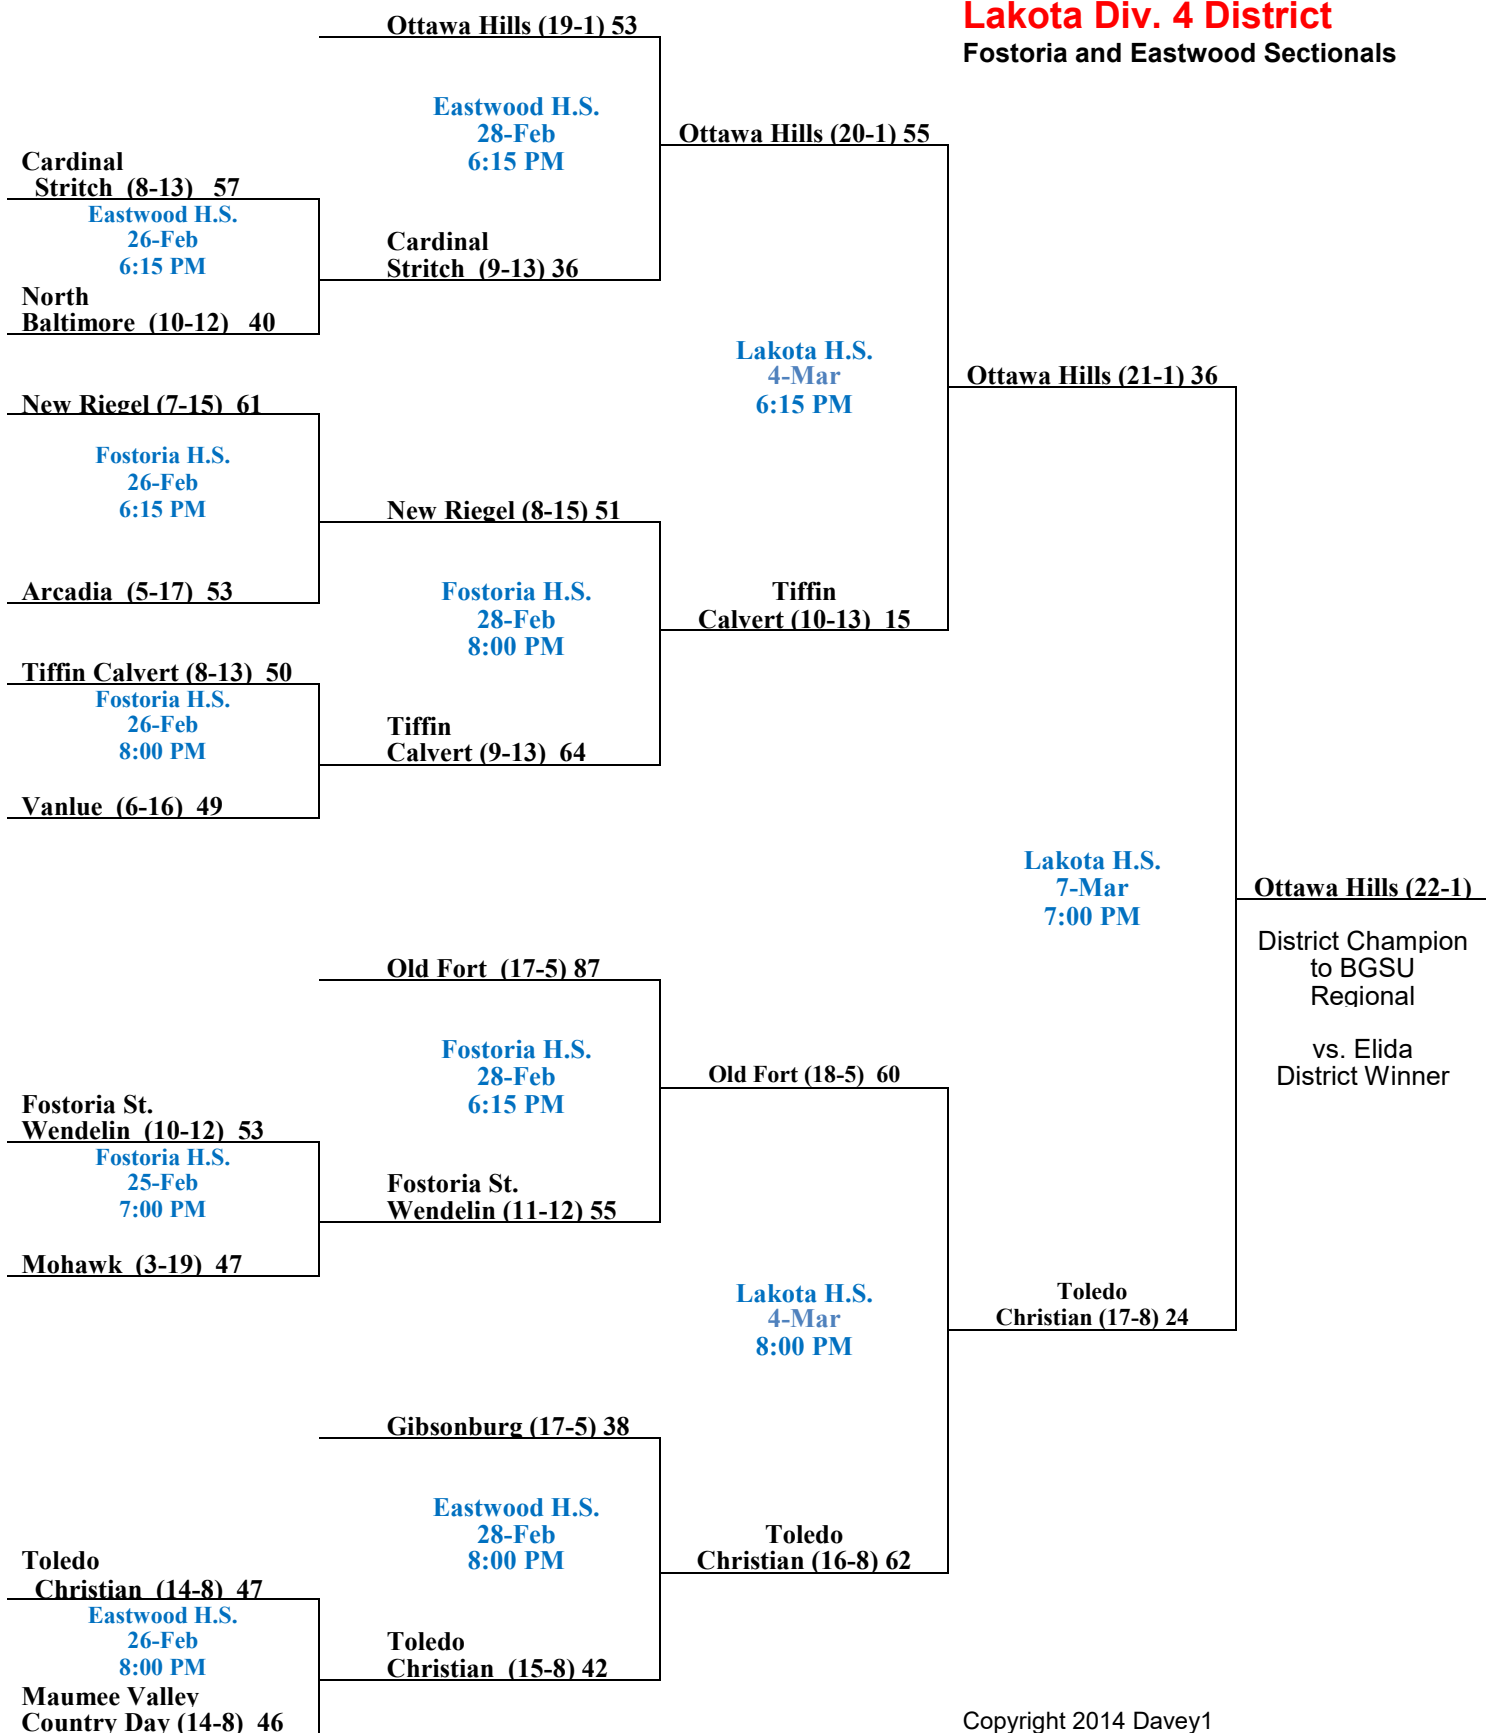 Lakota Div. 4 District
Fostoria and Eastwood Sectionals
Ottawa Hills (19-1) 53
Eastwood H.S.
28-Feb
6:15 PM
Ottawa Hills (20-1) 55
Cardinal
Stritch (8-13) 57
Eastwood H.S.
26-Feb
6:15 PM
Cardinal
Stritch (9-13) 36
North
Baltimore (10-12) 40
Lakota H.S.
4-Mar
6:15 PM
Ottawa Hills (21-1) 36
New Riegel (7-15) 61
Fostoria H.S.
26-Feb
6:15 PM
New Riegel (8-15) 51
Arcadia (5-17) 53
Fostoria H.S.
28-Feb
8:00 PM
Tiffin
Calvert (10-13) 15
Tiffin Calvert (8-13) 50
Fostoria H.S.
26-Feb
8:00 PM
Tiffin
Calvert (9-13) 64
Vanlue (6-16) 49
Lakota H.S.
7-Mar
7:00 PM
Ottawa Hills (22-1)
District Champion
to BGSU
Regional
vs. Elida
District Winner
Old Fort (17-5) 87
Fostoria H.S.
28-Feb
6:15 PM
Old Fort (18-5) 60
Fostoria St.
Wendelin (10-12) 53
Fostoria H.S.
25-Feb
7:00 PM
Fostoria St.
Wendelin (11-12) 55
Mohawk (3-19) 47
Lakota H.S.
4-Mar
8:00 PM
Toledo
Christian (17-8) 24
Gibsonburg (17-5) 38
Eastwood H.S.
28-Feb
8:00 PM
Toledo
Christian (16-8) 62
Toledo
Christian (14-8) 47
Eastwood H.S.
26-Feb
8:00 PM
Toledo
Christian (15-8) 42
Maumee Valley
Country Day (14-8) 46
Copyright 2014 Davey1